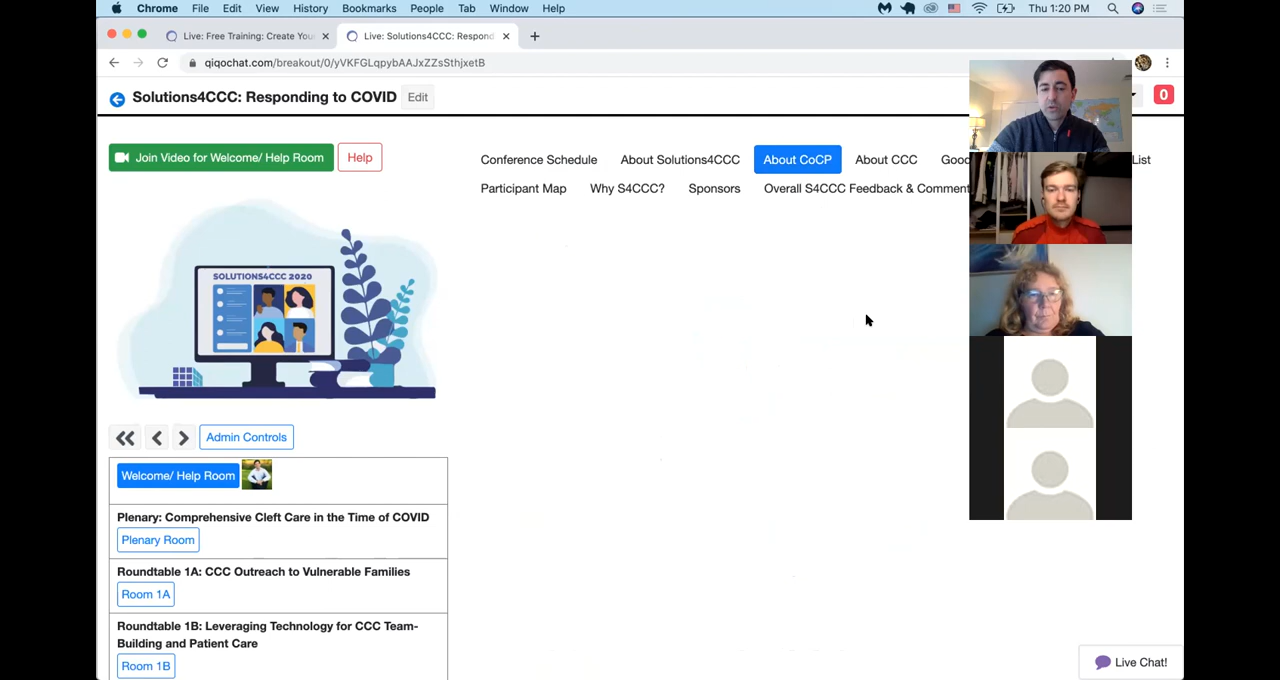 Chrome File Edit View History Bookmarks People Tab Window Help Thu 1:20 PM
Live: Free Training: Create You Live: Solutions4CCC: Respond
qiqochat.com/breakout/0/yVKFGLqpybAAJxZZsSthjxetB
Solutions4CCC: Responding to COVID Edit 0
Join Video for Welcome/ Help Room Help
Conference Schedule About Solutions4CCC About CoCP About CCC Good List
Participant Map Why S4CCC? Sponsors Overall S4CCC Feedback & Comment
SOLUTIONS4CCC 2020
Admin Controls
Welcome/ Help Room
Plenary: Comprehensive Cleft Care in the Time of COVID
Plenary Room
Roundtable 1A: CCC Outreach to Vulnerable Families
Room 1A
Roundtable 1B: Leveraging Technology for CCC Team-
Building and Patient Care
Room 1B
Live Chat!